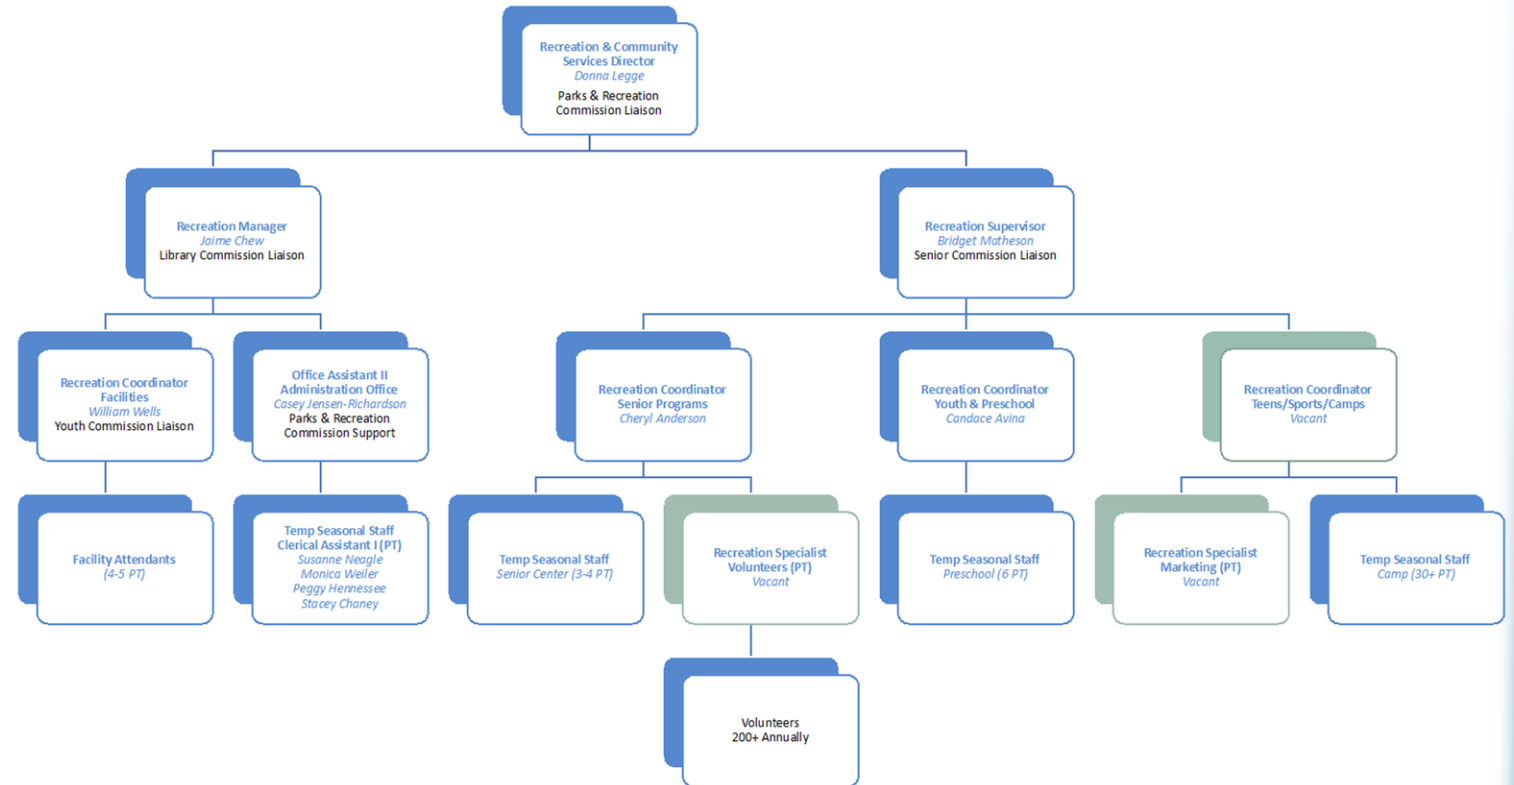 Recreation & Community
Services Director
Donna Legge
Parks & Recreation
Commission Liaison
Recreation Manager
Jaime Chew
Library Commission Liaison
Recreation Supervisor
Bridget Matheson
Senior Commission Liaison
Recreation Coordinator
Facilities
William Wells
Youth Commission Liaison
Office Assistant II
Administration Office
Casey Jensen-Richardson
Parks & Recreation
Commission Support
Recreation Coordinator
Senior Programs
Cheryl Anderson
Recreation Coordinator
Youth & Preschool
Candace Avina
Recreation Coordinator
Teens/Sports/Camps
Vacant
Facility Attendants
(4-5 PT)
Temp Seasonal Staff
Clerical Assistant I (PT)
Susanne Neagle
Monica Weiler
Peggy Hennessee
Stacey Chaney
Temp Seasonal Staff
Senior Center (3-4 PT)
Recreation Specialist
Volunteers (PT)
Vacant
Temp Seasonal Staff
Preschool (6 PT)
Recreation Specialist
Marketing (PT)
Vacant
Temp Seasonal Staff
Camp (30+ PT)
Volunteers
200+ Annually